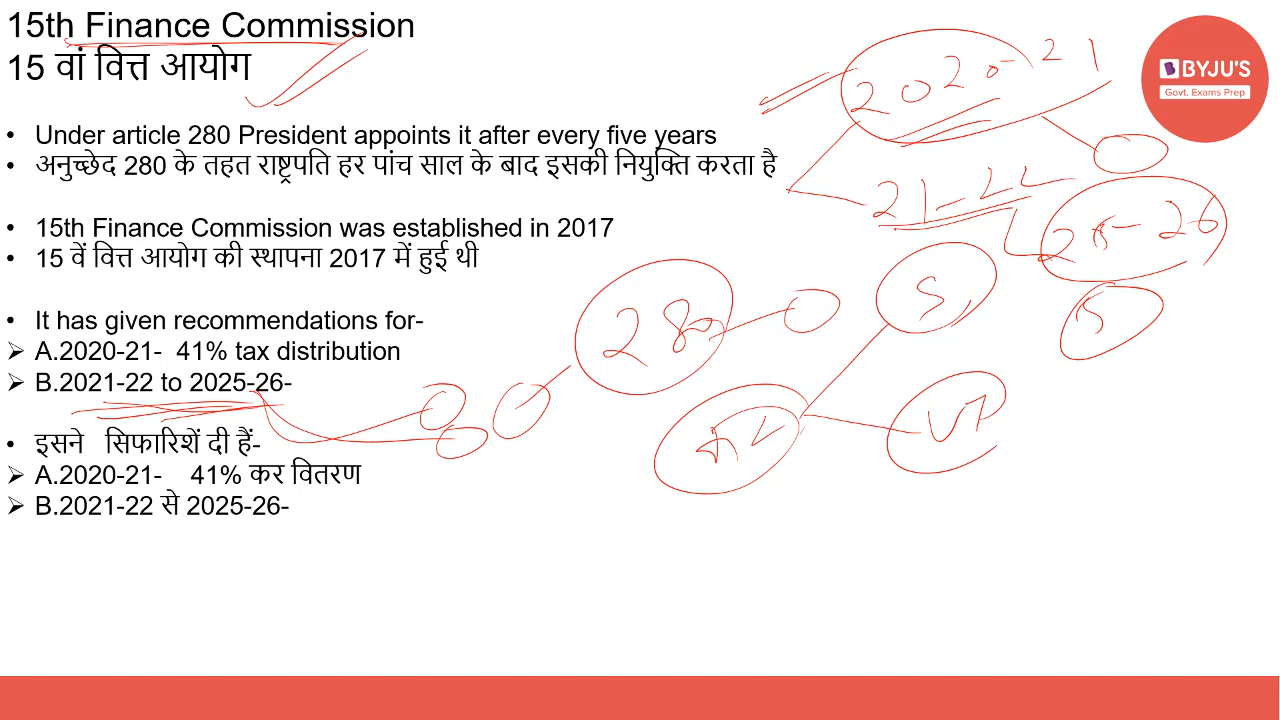 15th Finance Commission
15 वां वित्त आयोग
BYJU'S
Govt. Exams Prep
• Under article 280 President appoints it after every five years
• अनुच्छेद 280 के तहत राष्ट्रपति हर पांच साल के बाद इसकी नियुक्ति करता है
• 15th Finance Commission was established in 2017
• 15 वें वित्त आयोग की स्थापना 2017 में हुई थी
• It has given recommendations for-
➢ A.2020-21- 41% tax distribution
➢ B.2021-22 to 2025-26-
• इसने सिफारिशें दी हैं-
➢ A.2020-21- 41% कर वितरण
➢ B.2021-22 से 2025-26-
2020-21
21-22
25-26
5
280
S
UP